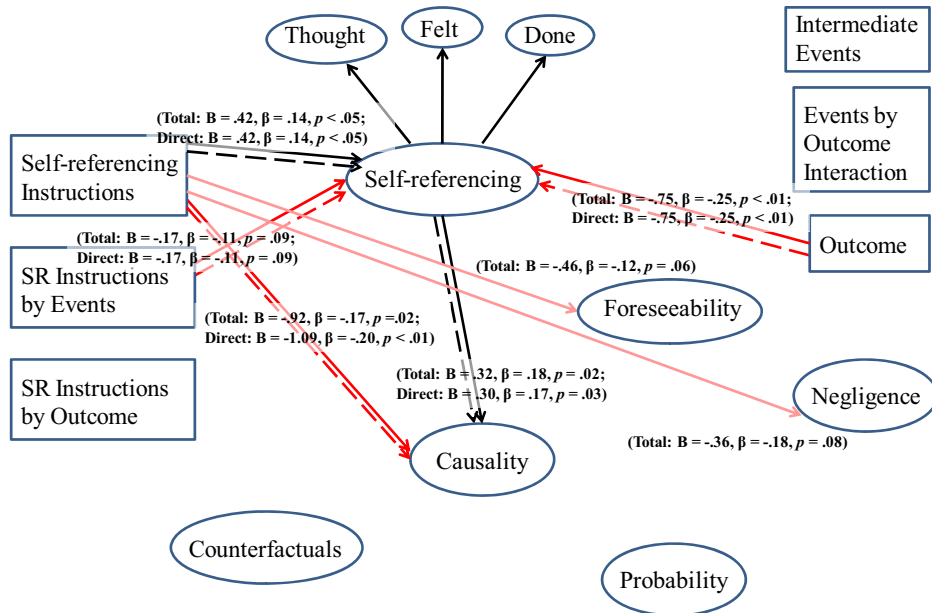 Thought
Felt
Done
Intermediate
Events
(Total: B = .42, β = .14, p < .05;
Direct: B = .42, β = .14, p < .05)
Events by
Outcome
Interaction
Self-referencing
Instructions
Self-referencing
(Total: B = -.75, β = -.25, p < .01;
Direct: B = -.75, β = -.25, p < .01)
Outcome
(Total: B = -.17, β = -.11, p = .09;
Direct: B = -.17, β = -.11, p = .09)
SR Instructions
by Events
(Total: B = -.46, β = -.12, p = .06)
Foreseeability
(Total: B = -.92, β = -.17, p =.02;
Direct: B = -1.09, β = -.20, p < .01)
(Total: B = .32, β = .18, p = .02;
Direct: B = .30, β = .17, p = .03)
SR Instructions
by Outcome
Negligence
(Total: B = -.36, β = -.18, p = .08)
Causality
Counterfactuals
Probability